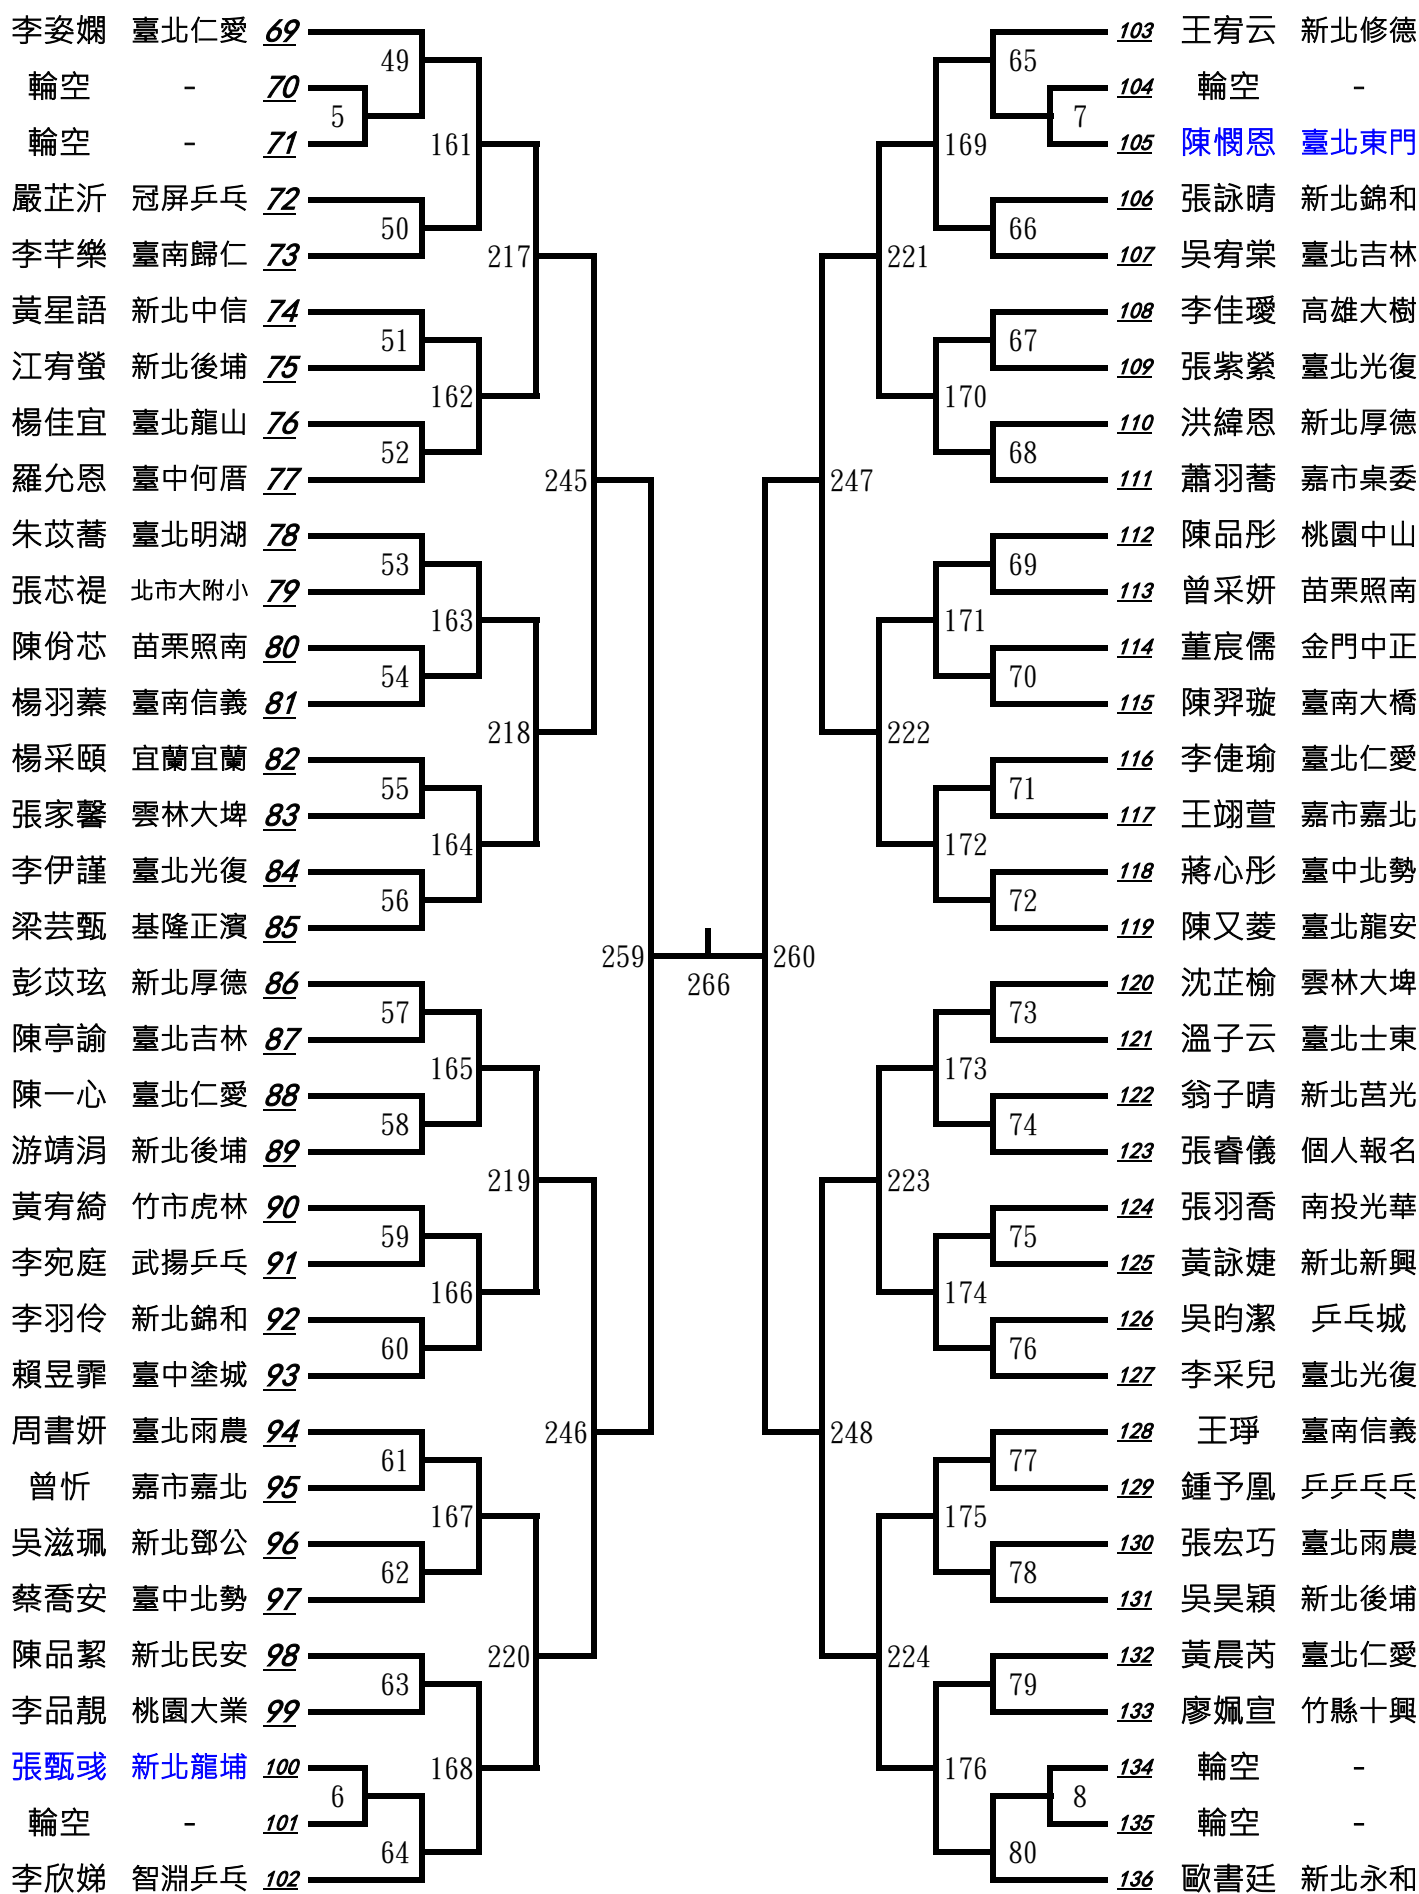 李姿嫻 臺北仁愛 69
輪空 - 70
輪空 - 71
嚴芷沂 冠屏乒乓 72
李芊樂 臺南歸仁 73
黃星語 新北中信 74
江宥螢 新北後埔 75
楊佳宜 臺北龍山 76
羅允恩 臺中何厝 77
朱苡蕎 臺北明湖 78
張芯禔 北市大附小 79
陳佾芯 苗栗照南 80
楊羽蓁 臺南信義 81
楊采頤 宜蘭宜蘭 82
張家馨 雲林大埤 83
李伊謹 臺北光復 84
梁芸甄 基隆正濱 85
彭苡玹 新北厚德 86
陳亭諭 臺北吉林 87
陳一心 臺北仁愛 88
游靖涓 新北後埔 89
黃宥綺 竹市虎林 90
李宛庭 武揚乒乓 91
李羽伶 新北錦和 92
賴昱霏 臺中塗城 93
周書妍 臺北雨農 94
曾忻 嘉市嘉北 95
吳滋珮 新北鄧公 96
蔡喬安 臺中北勢 97
陳品絜 新北民安 98
李品靚 桃園大業 99
張甄彧 新北龍埔 100
輪空 - 101
李欣娣 智淵乒乓 102
49
5
161
50
217
51
162
52
245
53
163
54
218
55
164
56
259
57
165
58
219
59
166
60
246
61
167
62
220
63
168
6
64
266
65
7
169
66
221
67
170
68
247
69
171
70
222
71
172
72
260
73
173
74
223
75
174
76
248
77
175
78
224
79
176
8
80
103 王宥云 新北修德
104 輪空 -
105 陳憫恩 臺北東門
106 張詠晴 新北錦和
107 吳宥棠 臺北吉林
108 李佳璦 高雄大樹
109 張紫縈 臺北光復
110 洪緯恩 新北厚德
111 蕭羽蕎 嘉市桌委
112 陳品彤 桃園中山
113 曾采妍 苗栗照南
114 董宸儒 金門中正
115 陳羿璇 臺南大橋
116 李倢瑜 臺北仁愛
117 王翊萱 嘉市嘉北
118 蔣心彤 臺中北勢
119 陳又菱 臺北龍安
120 沈芷榆 雲林大埤
121 溫子云 臺北士東
122 翁子晴 新北莒光
123 張睿儀 個人報名
124 張羽喬 南投光華
125 黃詠婕 新北新興
126 吳昀潔 乒乓城
127 李采兒 臺北光復
128 王琤 臺南信義
129 鍾予凰 乒乒乓乓
130 張宏巧 臺北雨農
131 吳昊穎 新北後埔
132 黃晨芮 臺北仁愛
133 廖姵宣 竹縣十興
134 輪空 -
135 輪空 -
136 歐書廷 新北永和